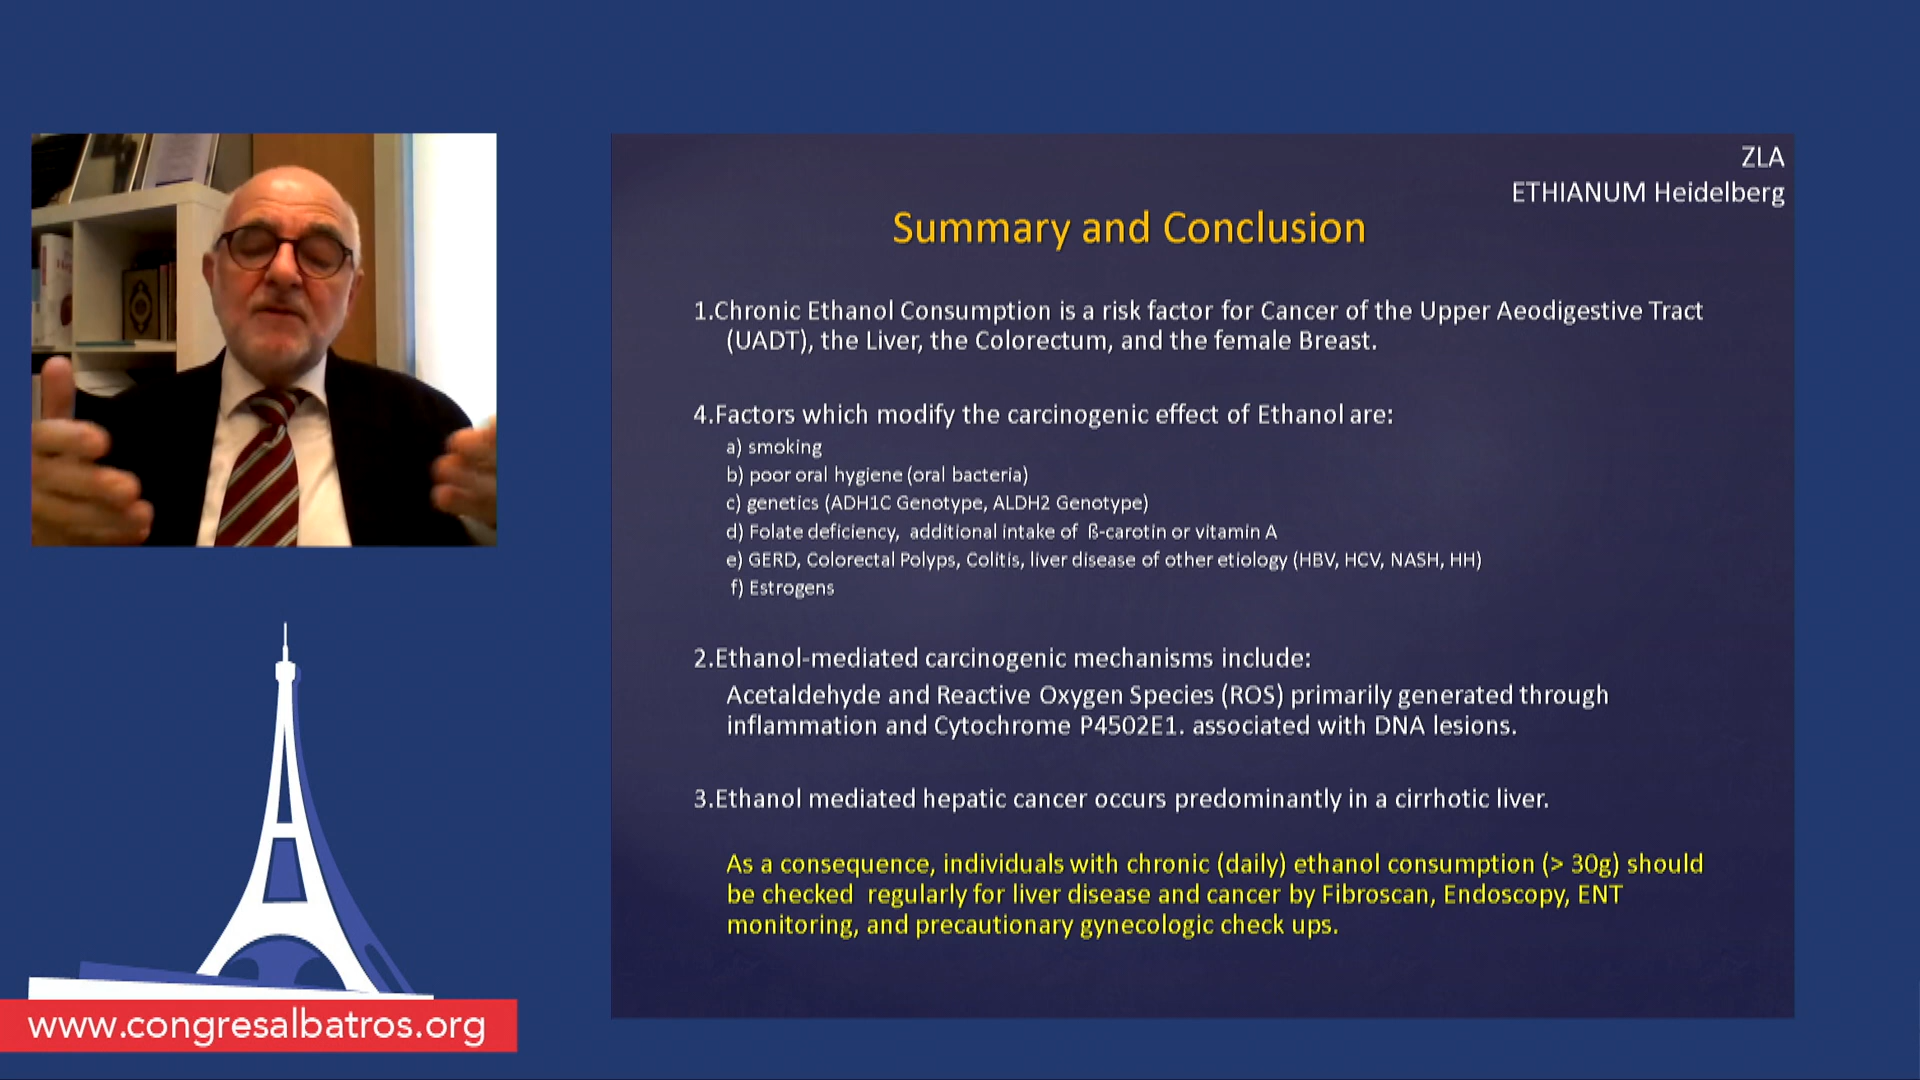 ZLA
ETHIANUM Heidelberg
Summary and Conclusion
1.Chronic Ethanol Consumption is a risk factor for Cancer of the Upper Aeodigestive Tract
(UADT), the Liver, the Colorectum, and the female Breast.
4.Factors which modify the carcinogenic effect of Ethanol are:
a) smoking
b) poor oral hygiene (oral bacteria)
c) genetics (ADH1C Genotype, ALDH2 Genotype)
d) Folate deficiency, additional intake of ß-carotin or vitamin A
e) GERD, Colorectal Polyps, Colitis, liver disease of other etiology (HBV, HCV, NASH, HH)
f) Estrogens
2.Ethanol-mediated carcinogenic mechanisms include:
Acetaldehyde and Reactive Oxygen Species (ROS) primarily generated through
inflammation and Cytochrome P4502E1. associated with DNA lesions.
3.Ethanol mediated hepatic cancer occurs predominantly in a cirrhotic liver.
As a consequence, individuals with chronic (daily) ethanol consumption (> 30g) should
be checked regularly for liver disease and cancer by Fibroscan, Endoscopy, ENT
monitoring, and precautionary gynecologic check ups.
www.congresalbatros.org